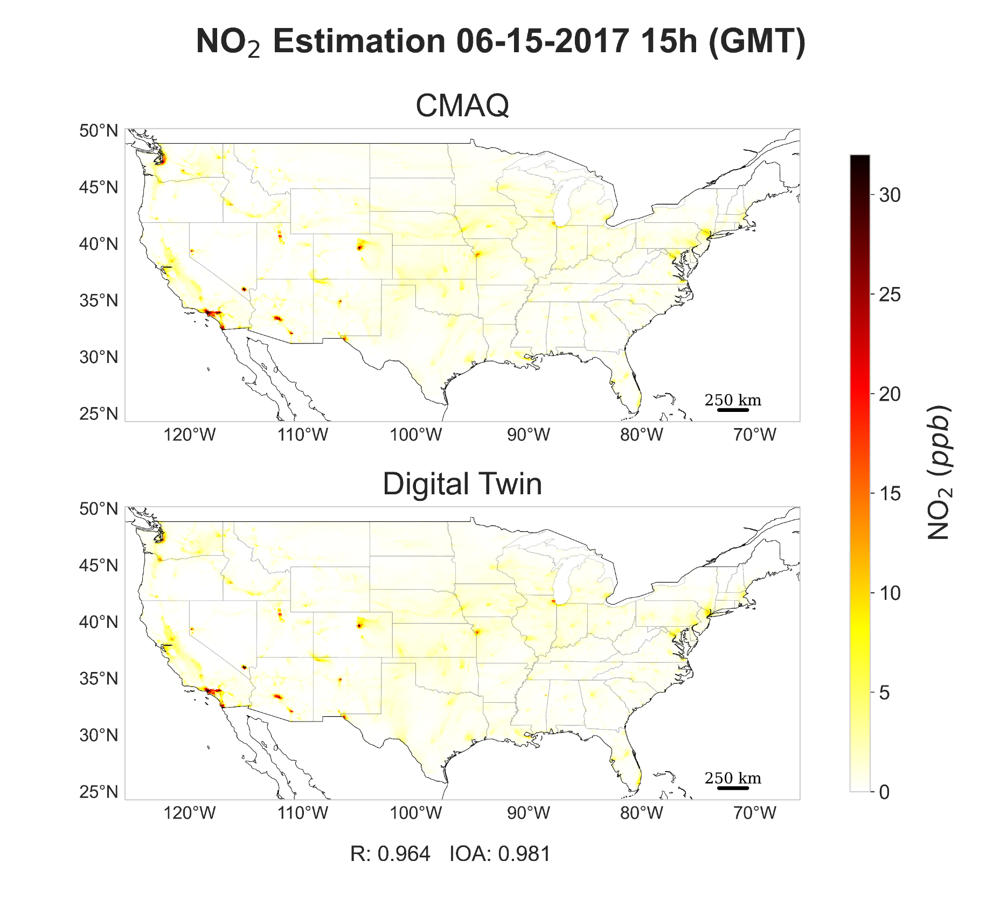 NO₂ Estimation 06-15-2017 15h (GMT)
CMAQ
50°N
45°N
40°N
35°N
30°N
25°N
250 km
120°W 110°W 100°W 90°W 80°W 70°W
Digital Twin
50°N
45°N
40°N
35°N
30°N
25°N
250 km
120°W 110°W 100°W 90°W 80°W 70°W
R: 0.964 IOA: 0.981
30
25
20
15
10
5
0
NO₂ (ppb)